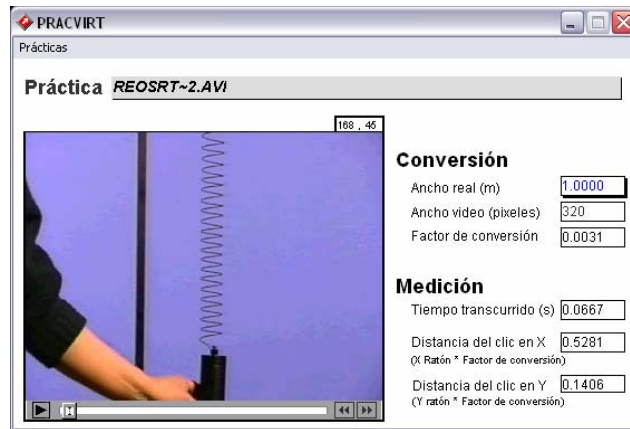 PRACVIRT
Prácticas
Práctica REOSRT~2.AVI
168 , 45
Conversión
Ancho real (m) 1.0000
Ancho video (pixeles) 320
Factor de conversión 0.0031
Medición
Tiempo transcurrido (s) 0.0667
Distancia del clic en X 0.5281
(X Ratón * Factor de conversión)
Distancia del clic en Y 0.1406
(Y ratón * Factor de conversión)